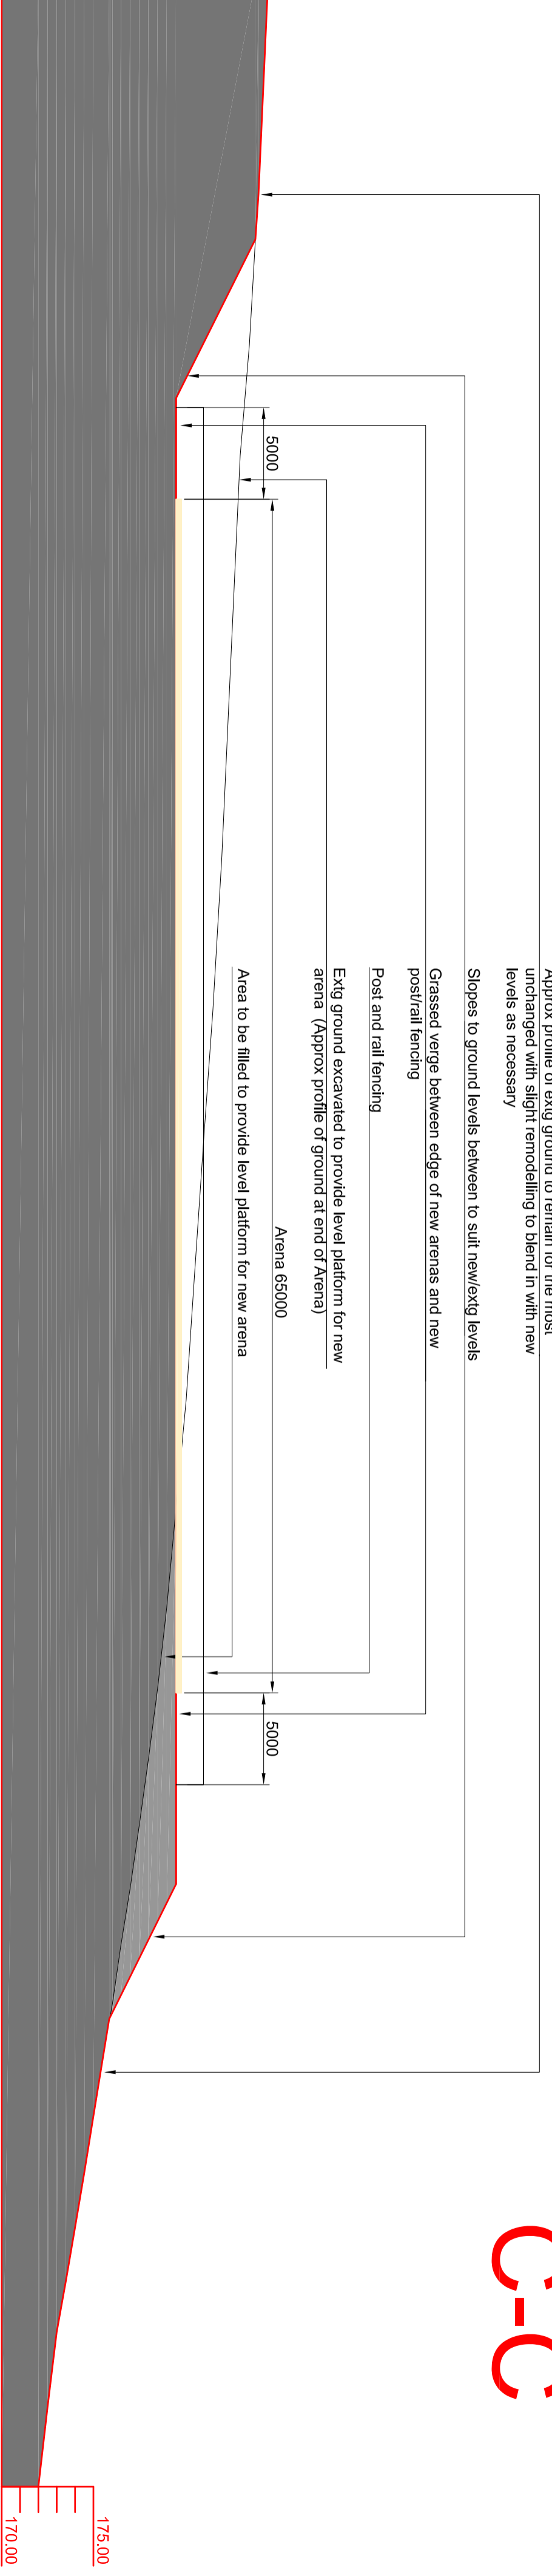 C-C
Approx profile of extg ground to remain for the most
unchanged with slight remodelling to blend in with new
levels as necessary
Slopes to ground levels between to suit new/extg levels
Grassed verge between edge of new arenas and new
post/rail fencing
Post and rail fencing
Extg ground excavated to provide level platform for new
arena (Approx profile of ground at end of Arena)
5000
Arena 65000
5000
Area to be filled to provide level platform for new arena
175.00
170.00